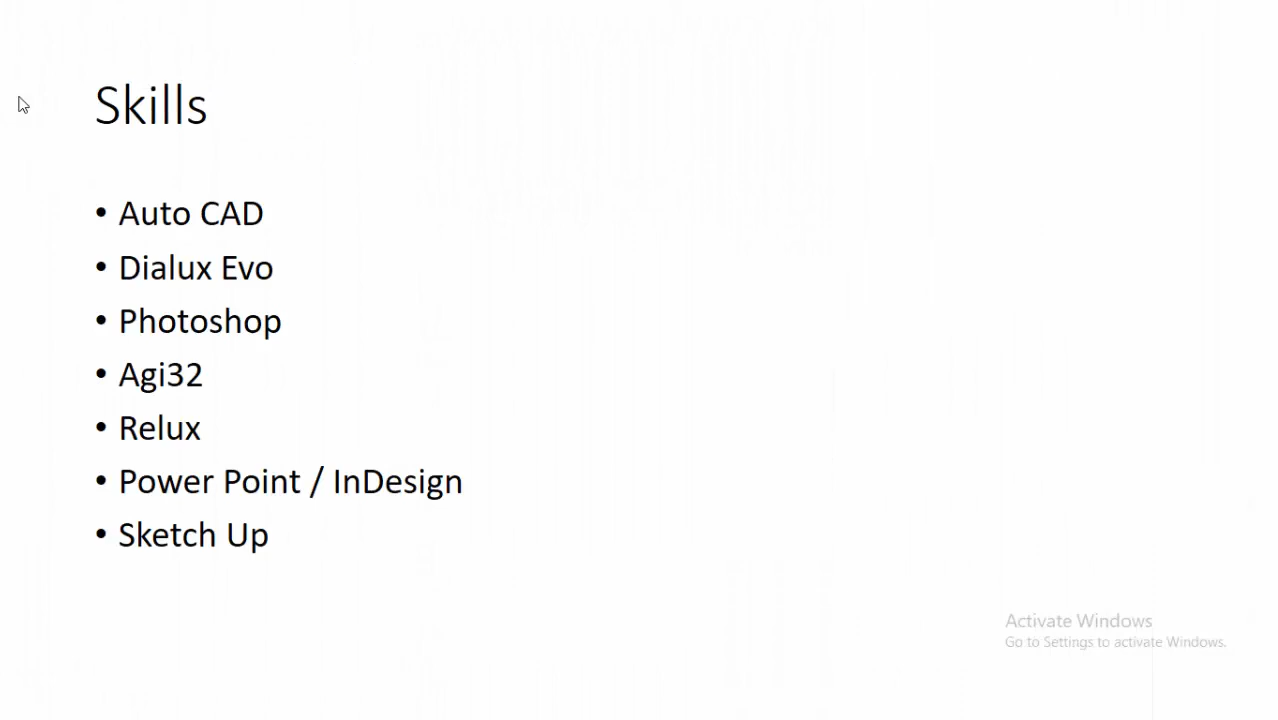 Skills
• Auto CAD
• Dialux Evo
• Photoshop
• Agi32
• Relux
• Power Point / InDesign
• Sketch Up
Activate Windows
Go to Settings to activate Windows.